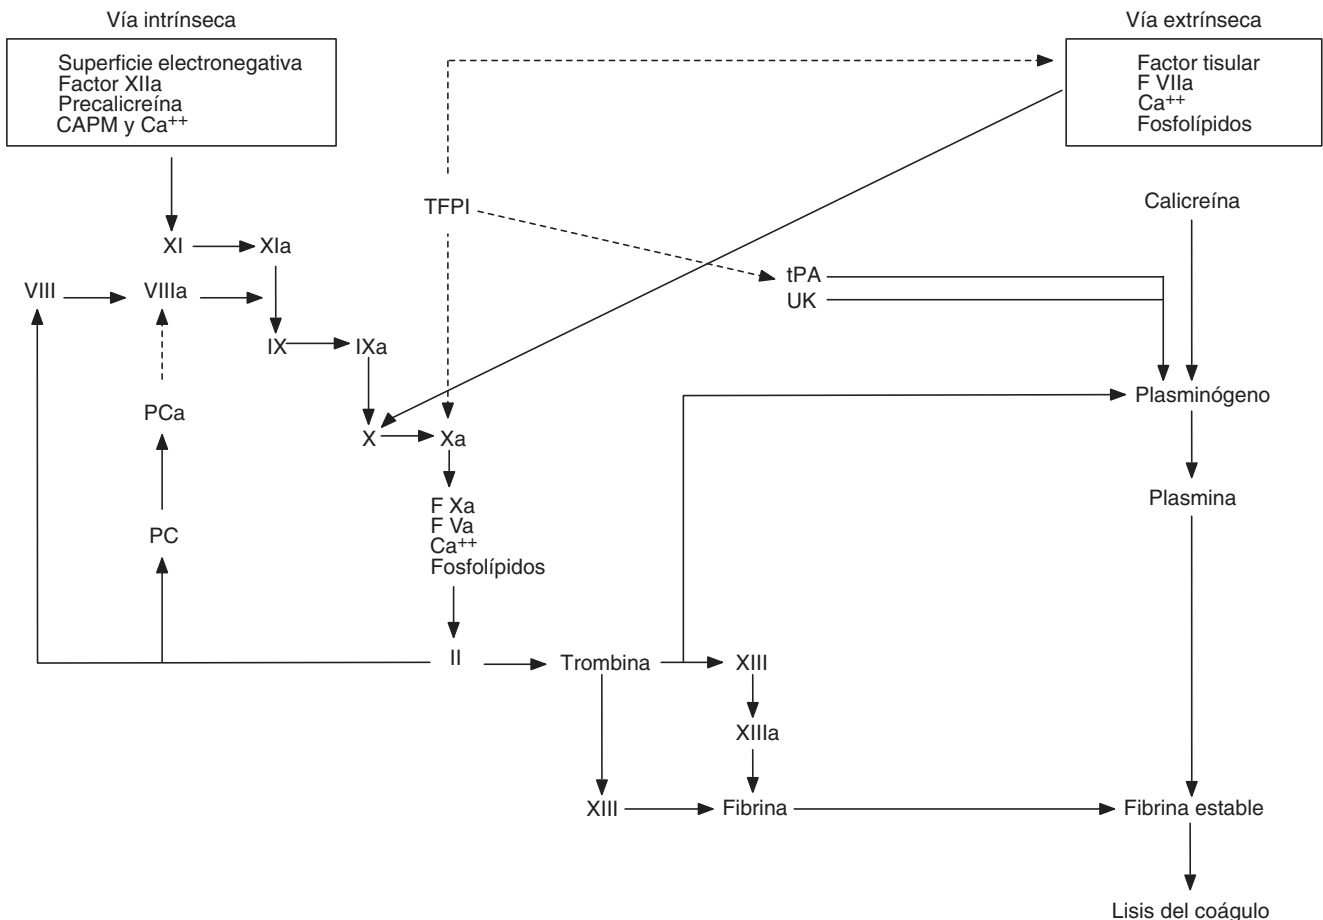 Vía intrínseca
Superficie electronegativa
Factor XIIa
Precalicreína
CAPM y Ca++
Vía extrínseca
Factor tisular
F VIIa
Ca++
Fosfolípidos
TFPI
Calicreína
XI
XIa
tPA
UK
VIII
VIIIa
IX
IXa
PCa
Plasminógeno
X
Xa
Plasmina
F Xa
F Va
Ca++
Fosfolípidos
PC
II
Trombina
XIII
XIIIa
XIII
Fibrina
Fibrina estable
Lisis del coágulo